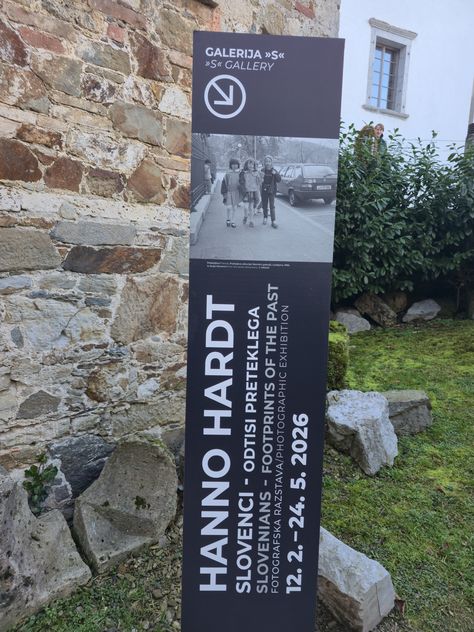 GALERIJA »S«
»S« GALLERY
HANNO HARDT
SLOVENCI – ODTISI PRETEKLEGA
SLOVENIANS – FOOTPRINTS OF THE PAST
FOTOGRAFSKA RAZSTAVA/PHOTOGRAPHIC EXHIBITION
12. 2.–24. 5. 2026